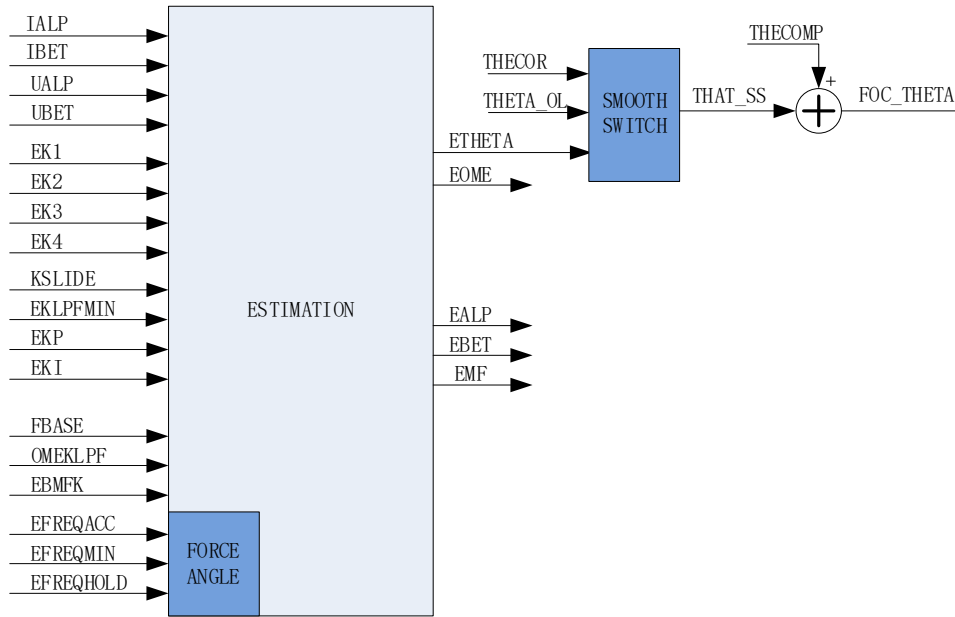 IALP
IBET
UALP
UBET
EK1
EK2
EK3
EK4
KSLIDE
EKLPFMIN
EKP
EKI
FBASE
OMEKLPF
EBMFK
EFREQACC
EFREQMIN
EFREQHOLD
FORCE
ANGLE
ESTIMATION
ETHETA
EOME
EALP
EBET
EMF
THECOR
THETA_OL
SMOOTH
SWITCH
THAT_SS
THECOMP
+
FOC_THETA